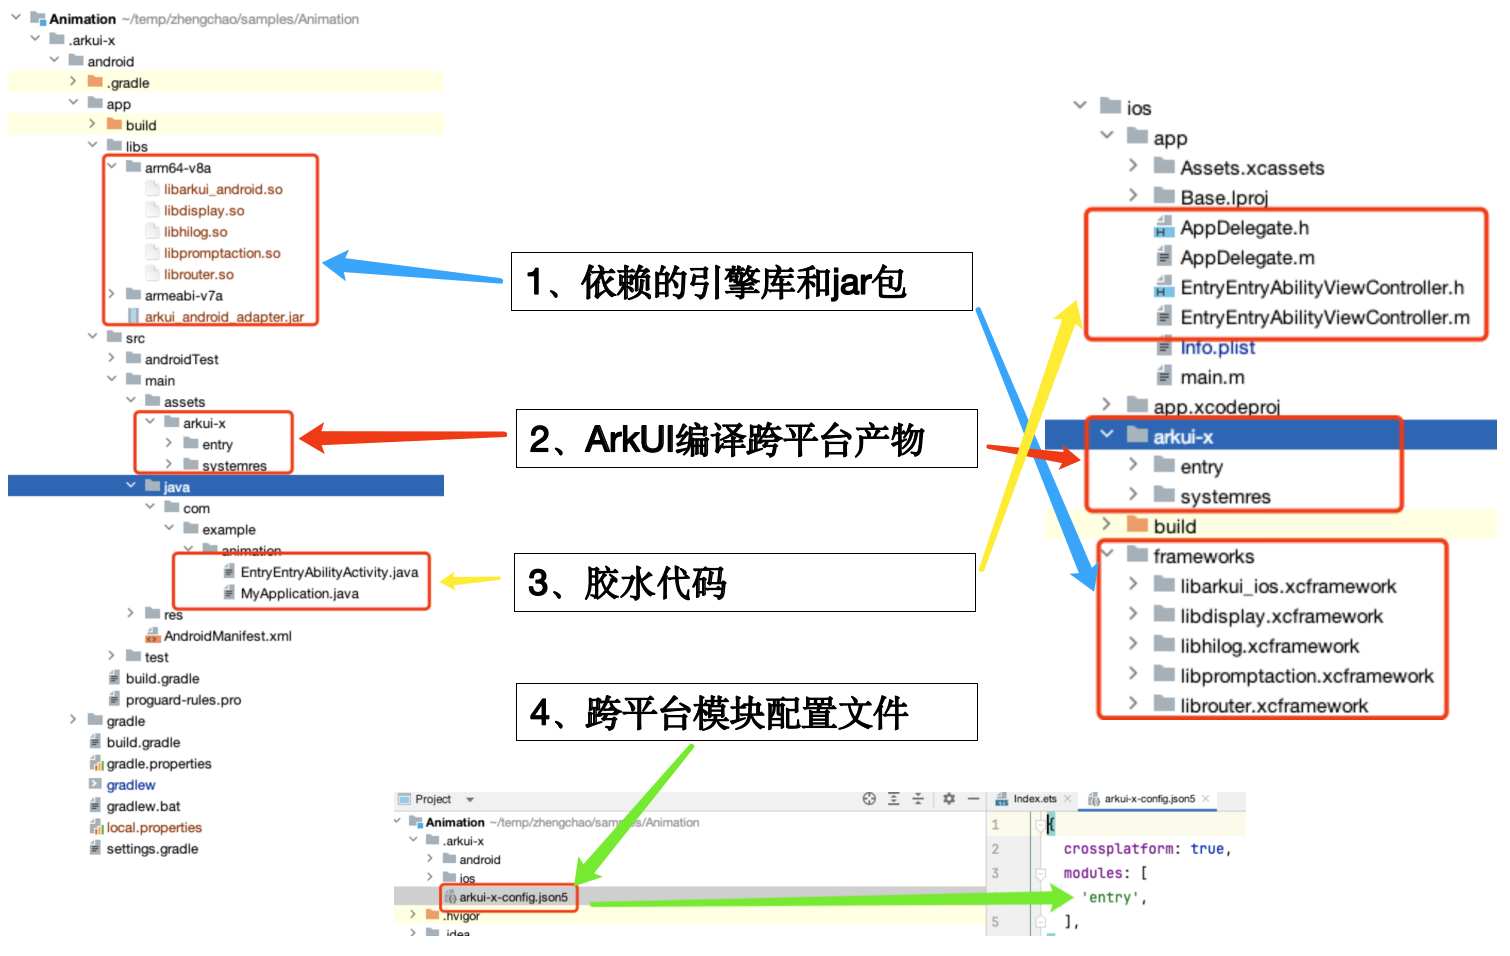 Animation ~/temp/zhengchao/samples/Animation
.arkui-x
android
.gradle
app
build
libs
arm64-v8a
libarkui_android.so
libdisplay.so
libhilog.so
libpromptaction.so
librouter.so
armeabi-v7a
arkui_android_adapter.jar
src
androidTest
main
assets
arkui-x
entry
systemres
java
com
example
animation
EntryEntryAbilityActivity.java
MyApplication.java
res
AndroidManifest.xml
test
build.gradle
proguard-rules.pro
gradle
build.gradle
gradle.properties
gradlew
gradlew.bat
local.properties
settings.gradle
1、依赖的引擎库和jar包
2、ArkUI编译跨平台产物
3、胶水代码
4、跨平台模块配置文件
ios
app
Assets.xcassets
Base.lproj
AppDelegate.h
AppDelegate.m
EntryEntryAbilityViewController.h
EntryEntryAbilityViewController.m
Info.plist
main.m
app.xcodeproj
arkui-x
entry
systemres
build
frameworks
libarkui_ios.xcframework
libdisplay.xcframework
libhilog.xcframework
libpromptaction.xcframework
librouter.xcframework
Project
Animation ~/temp/zhengchao/samples/Animation
.arkui-x
android
ios
arkui-x-config.json5
.hvigor
.idea
Index.ets
arkui-x-config.json5
1 {
2 crossplatform: true,
3 modules: [
'entry',
5 ],